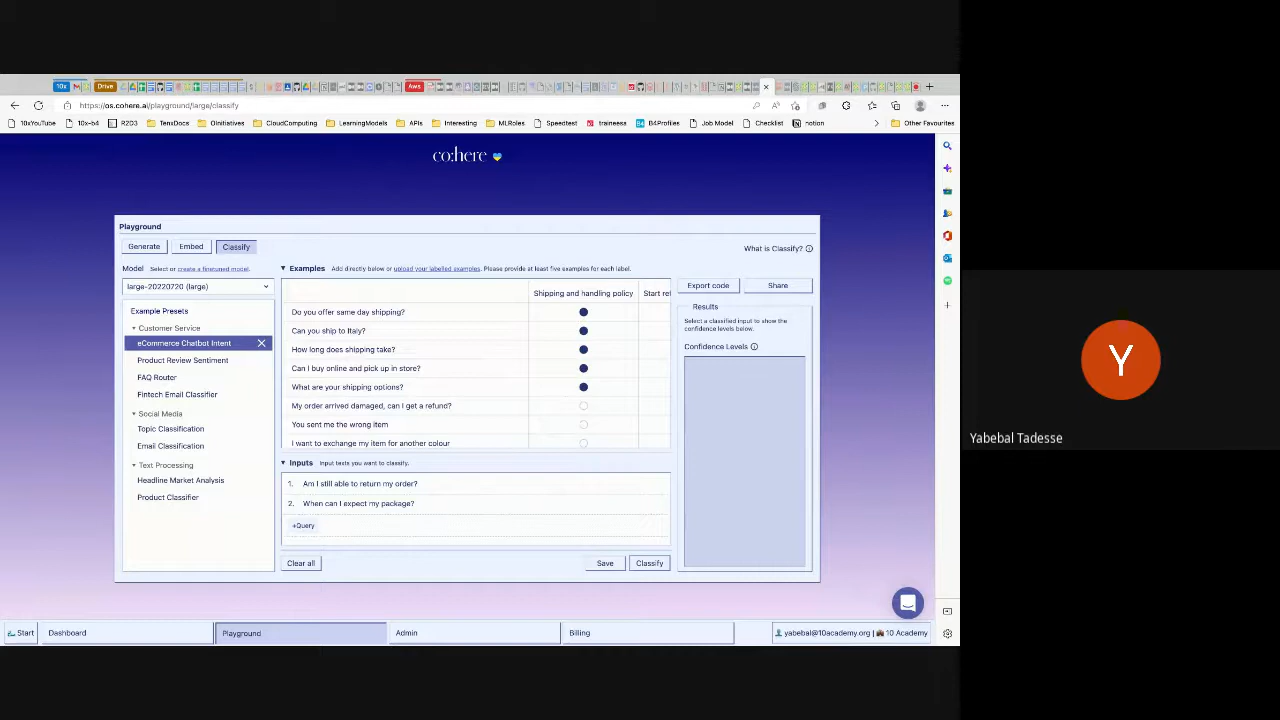 10x
Drive
Aws
https://os.cohere.ai/playground/large/classify
10xYouTube
10x-b4
R2D3
TenxDocs
OInitiatives
CloudComputing
LearningModels
APIs
Interesting
MLRoles
Speedtest
traineesa
B4Profiles
Job Model
Checklist
notion
Other Favourites
co:here
Playground
Generate
Embed
Classify
What is Classify?
Model Select or create a finetuned model.
large-20220720 (large)
Example Presets
Customer Service
eCommerce Chatbot Intent
Product Review Sentiment
FAQ Router
Fintech Email Classifier
Social Media
Topic Classification
Email Classification
Text Processing
Headline Market Analysis
Product Classifier
Examples Add directly below or upload your labelled examples. Please provide at least five examples for each label.
Shipping and handling policy
Start re
Do you offer same day shipping?
Can you ship to Italy?
How long does shipping take?
Can I buy online and pick up in store?
What are your shipping options?
My order arrived damaged, can I get a refund?
You sent me the wrong item
I want to exchange my item for another colour
Inputs Input texts you want to classify.
1. Am I still able to return my order?
2. When can I expect my package?
+Query
Clear all
Save
Classify
Export code
Share
Results
Select a classified input to show the
confidence levels below.
Confidence Levels
Start
Dashboard
Playground
Admin
Billing
yabebal@10academy.org | 10 Academy
Y
Yabebal Tadesse